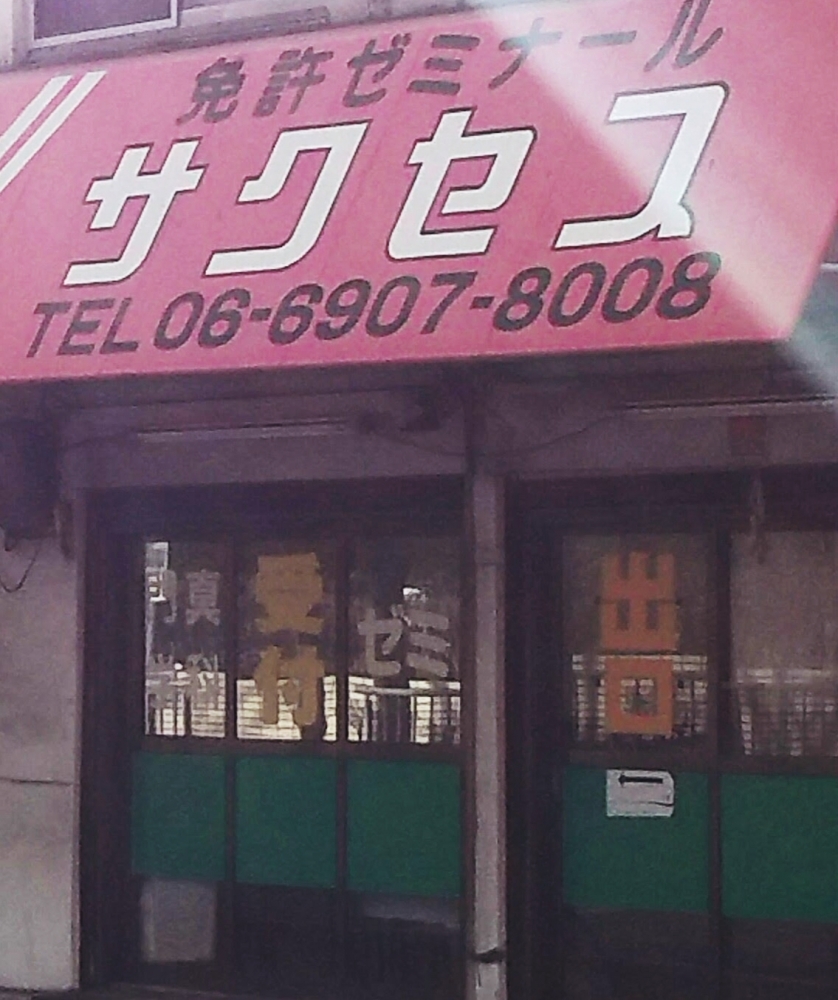 免許ゼミナール
サクセス
TEL 06-6907-8008
受付
ゼミ
出口